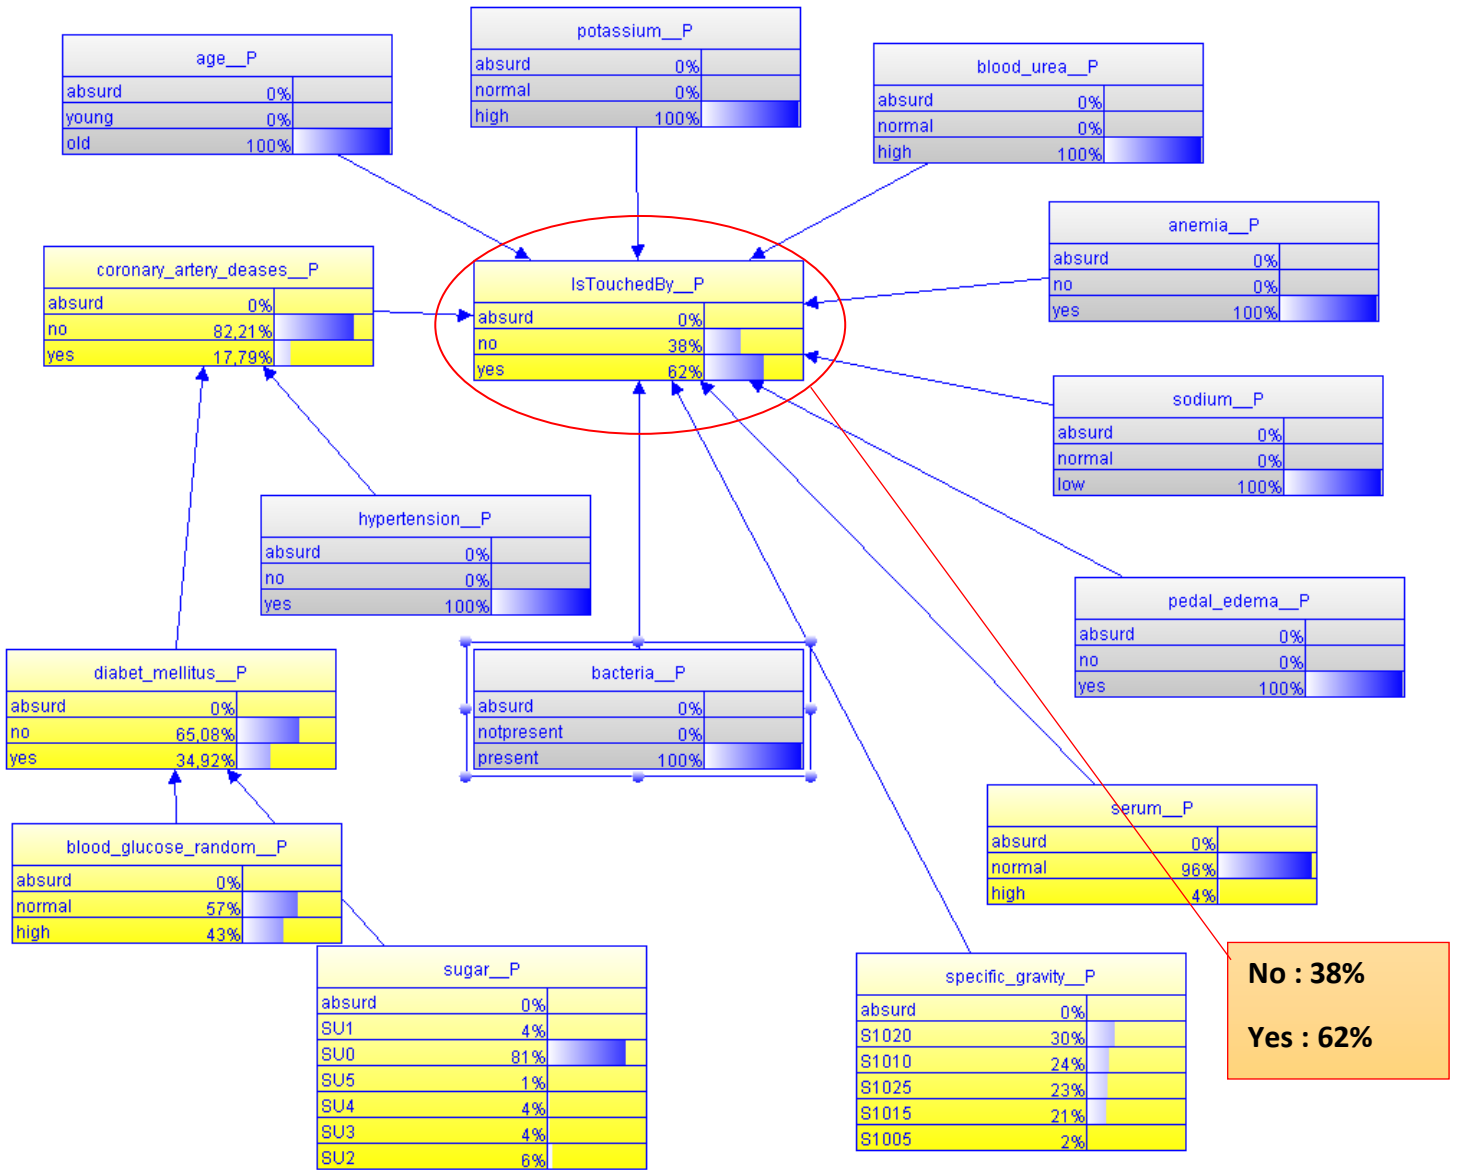 potassium__P
absurd 0%
normal 0%
high 100%
age__P
absurd 0%
young 0%
old 100%
blood_urea__P
absurd 0%
normal 0%
high 100%
anemia__P
absurd 0%
no 0%
yes 100%
coronary_artery_deases__P
absurd 0%
no 82,21%
yes 17,79%
IsTouchedBy__P
absurd 0%
no 38%
yes 62%
sodium__P
absurd 0%
normal 0%
low 100%
hypertension__P
absurd 0%
no 0%
yes 100%
pedal_edema__P
absurd 0%
no 0%
yes 100%
diabet_mellitus__P
absurd 0%
no 65,08%
yes 34,92%
bacteria__P
absurd 0%
notpresent 0%
present 100%
serum__P
absurd 0%
normal 96%
high 4%
blood_glucose_random__P
absurd 0%
normal 57%
high 43%
sugar__P
absurd 0%
SU1 4%
SU0 81%
SU5 1%
SU4 4%
SU3 4%
SU2 6%
specific_gravity__P
absurd 0%
S1020 30%
S1010 24%
S1025 23%
S1015 21%
S1005 2%
No : 38%
Yes : 62%